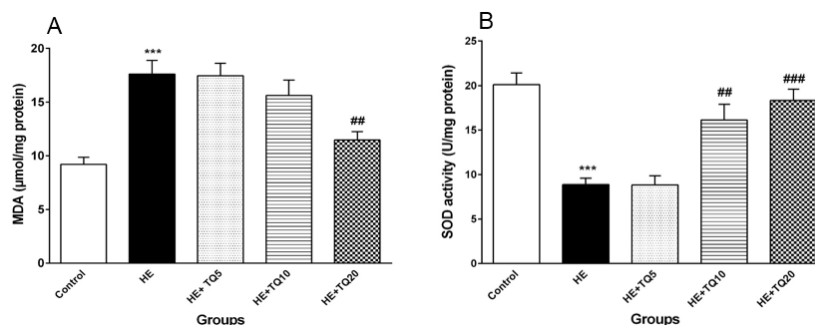 A
MDA (µmol/mg protein)
20
15
10
5
0
***
##
Control
HE
HE+ TQ5
HE+TQ10
HE+TQ20
Groups
B
SOD activity (U/mg protein)
25
20
15
10
5
0
***
##
###
Control
HE
HE+TQ5
HE+TQ10
HE+TQ20
Groups